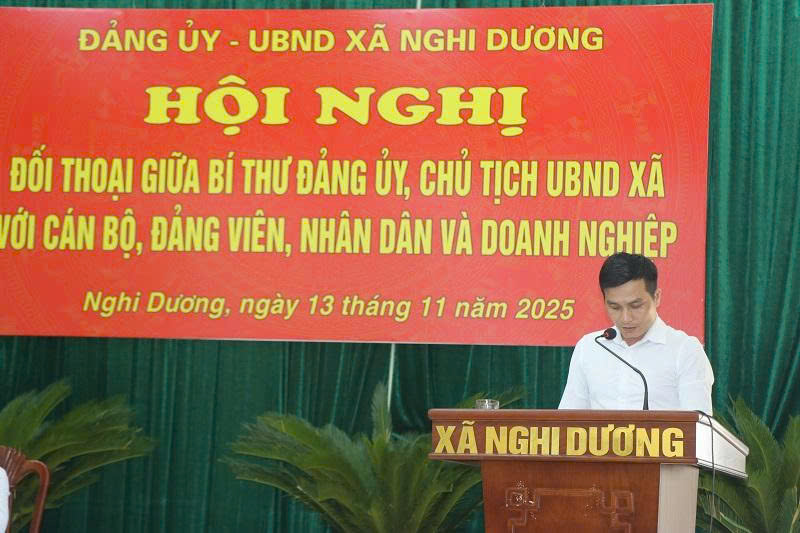 ĐẢNG ỦY - UBND XÃ NGHI DƯƠNG
HỘI NGHỊ
ĐỐI THOẠI GIỮA BÍ THƯ ĐẢNG ỦY, CHỦ TỊCH UBND XÃ
VỚI CÁN BỘ, ĐẢNG VIÊN, NHÂN DÂN VÀ DOANH NGHIỆP
Nghi Dương, ngày 13 tháng 11 năm 2025
XÃ NGHI DƯƠNG